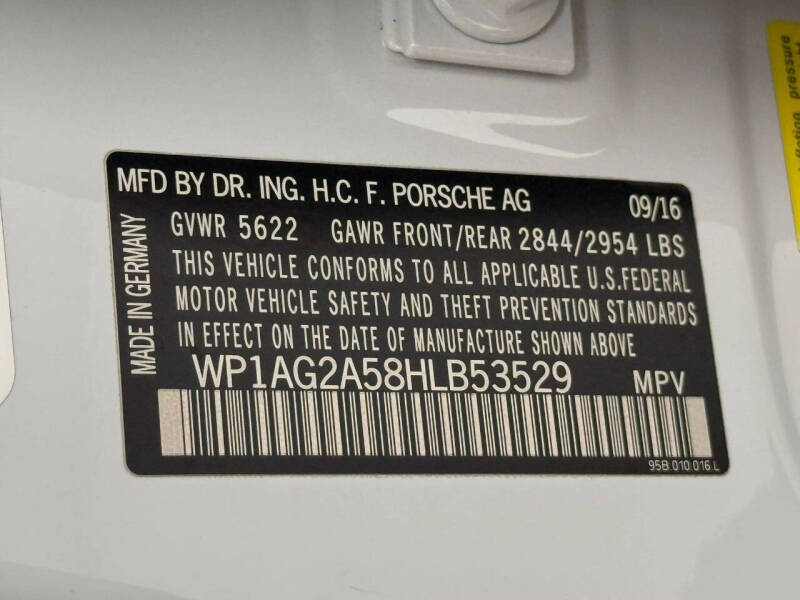 MFD BY DR. ING. H.C. F. PORSCHE AG 09/16
GVWR 5622 GAWR FRONT/REAR 2844/2954 LBS
THIS VEHICLE CONFORMS TO ALL APPLICABLE U.S.FEDERAL
MOTOR VEHICLE SAFETY AND THEFT PREVENTION STANDARDS
IN EFFECT ON THE DATE OF MANUFACTURE SHOWN ABOVE
WP1AG2A58HLB53529 MPV
95B.010.016.L
MADE IN GERMANY
pressure